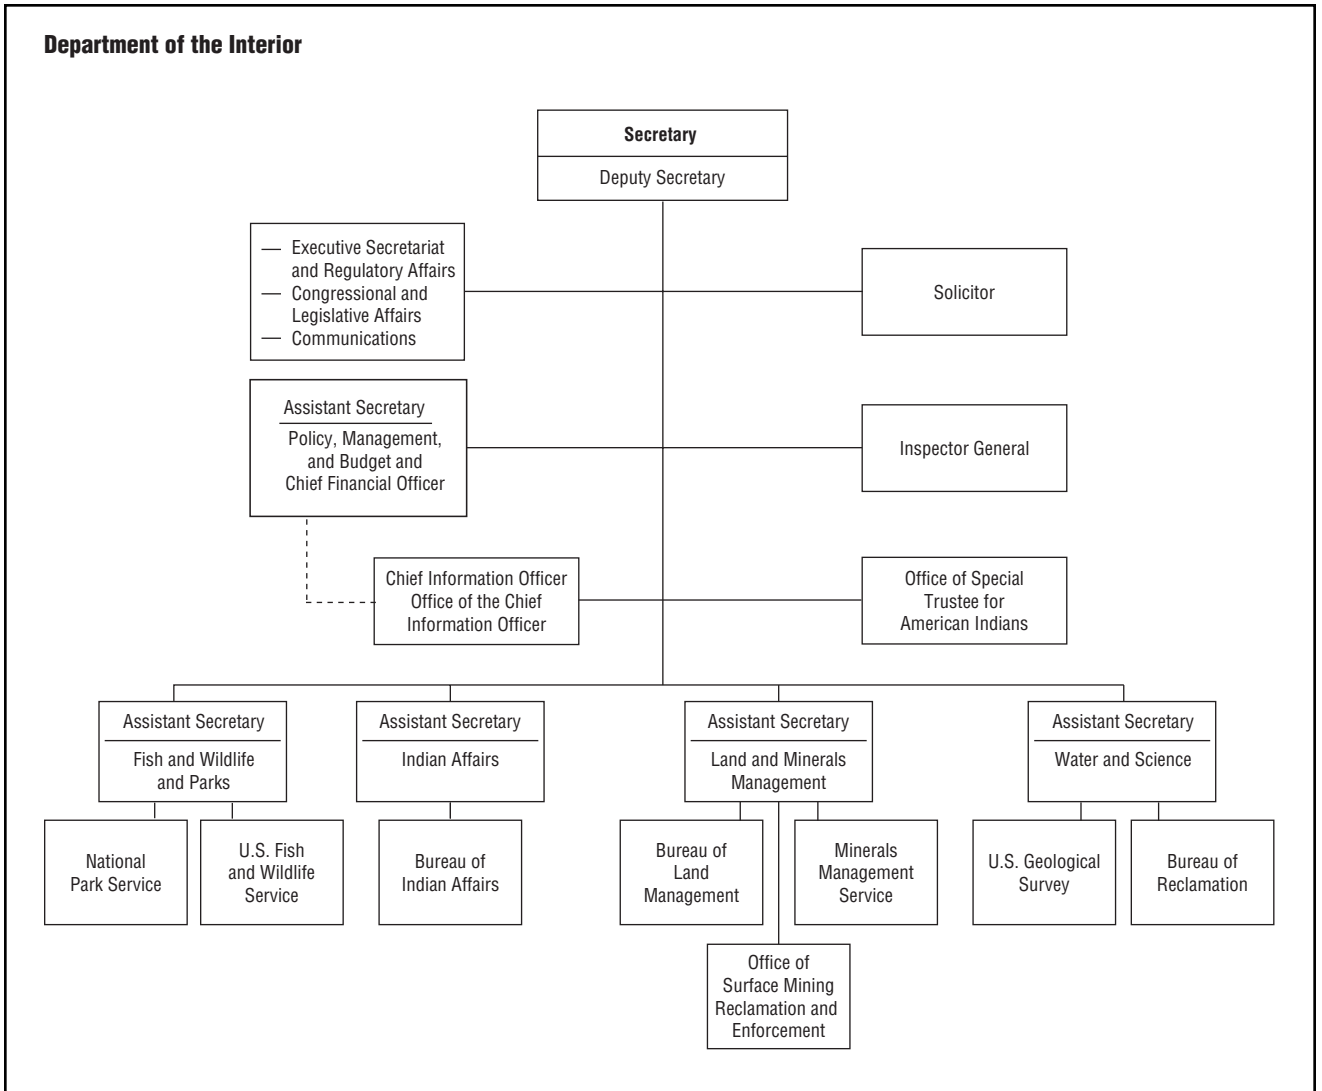 Department of the Interior
Secretary
Deputy Secretary
— Executive Secretariat
and Regulatory Affairs
— Congressional and
Legislative Affairs
— Communications
Solicitor
Assistant Secretary
Policy, Management,
and Budget and
Chief Financial Officer
Inspector General
Chief Information Officer
Office of the Chief
Information Officer
Office of Special
Trustee for
American Indians
Assistant Secretary
Fish and Wildlife
and Parks
Assistant Secretary
Indian Affairs
Assistant Secretary
Land and Minerals
Management
Assistant Secretary
Water and Science
National
Park Service
U.S. Fish
and Wildlife
Service
Bureau of
Indian Affairs
Bureau of
Land
Management
Minerals
Management
Service
U.S. Geological
Survey
Bureau of
Reclamation
Office of
Surface Mining
Reclamation and
Enforcement